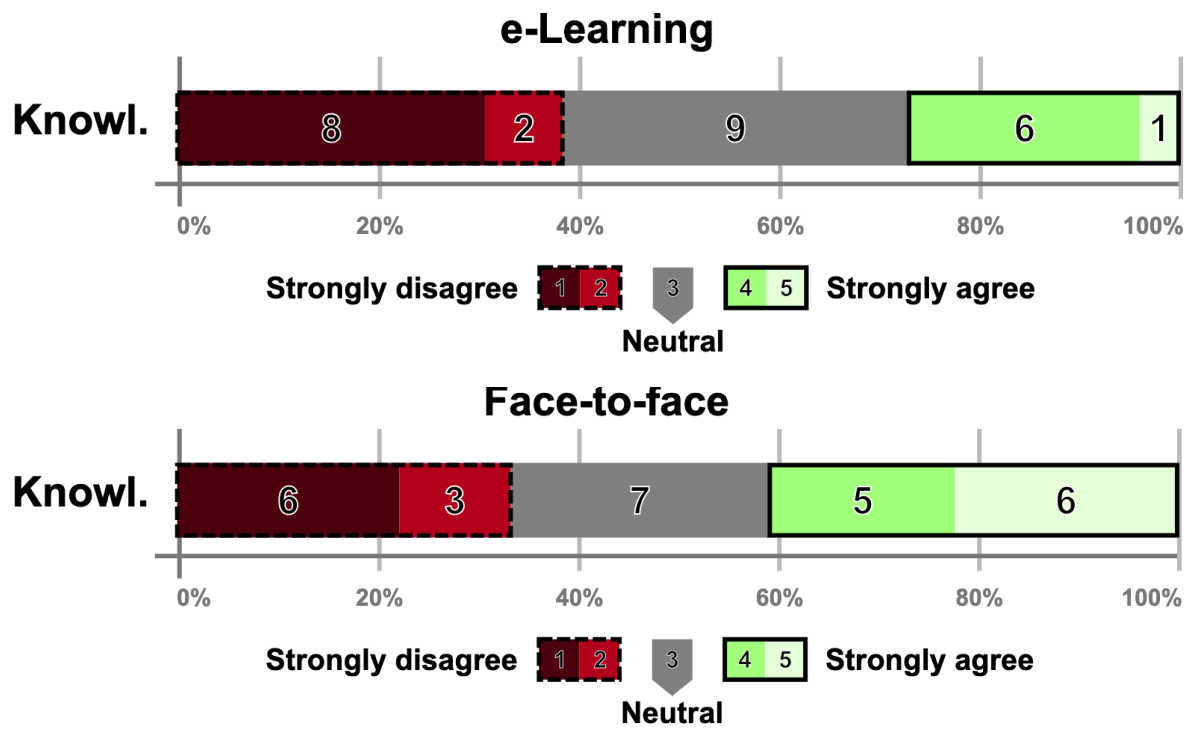 e-Learning
Knowl. 8 2 9 6 1
0% 20% 40% 60% 80% 100%
Strongly disagree 1 2 3 4 5 Strongly agree
Neutral
Face-to-face
Knowl. 6 3 7 5 6
0% 20% 40% 60% 80% 100%
Strongly disagree 1 2 3 4 5 Strongly agree
Neutral